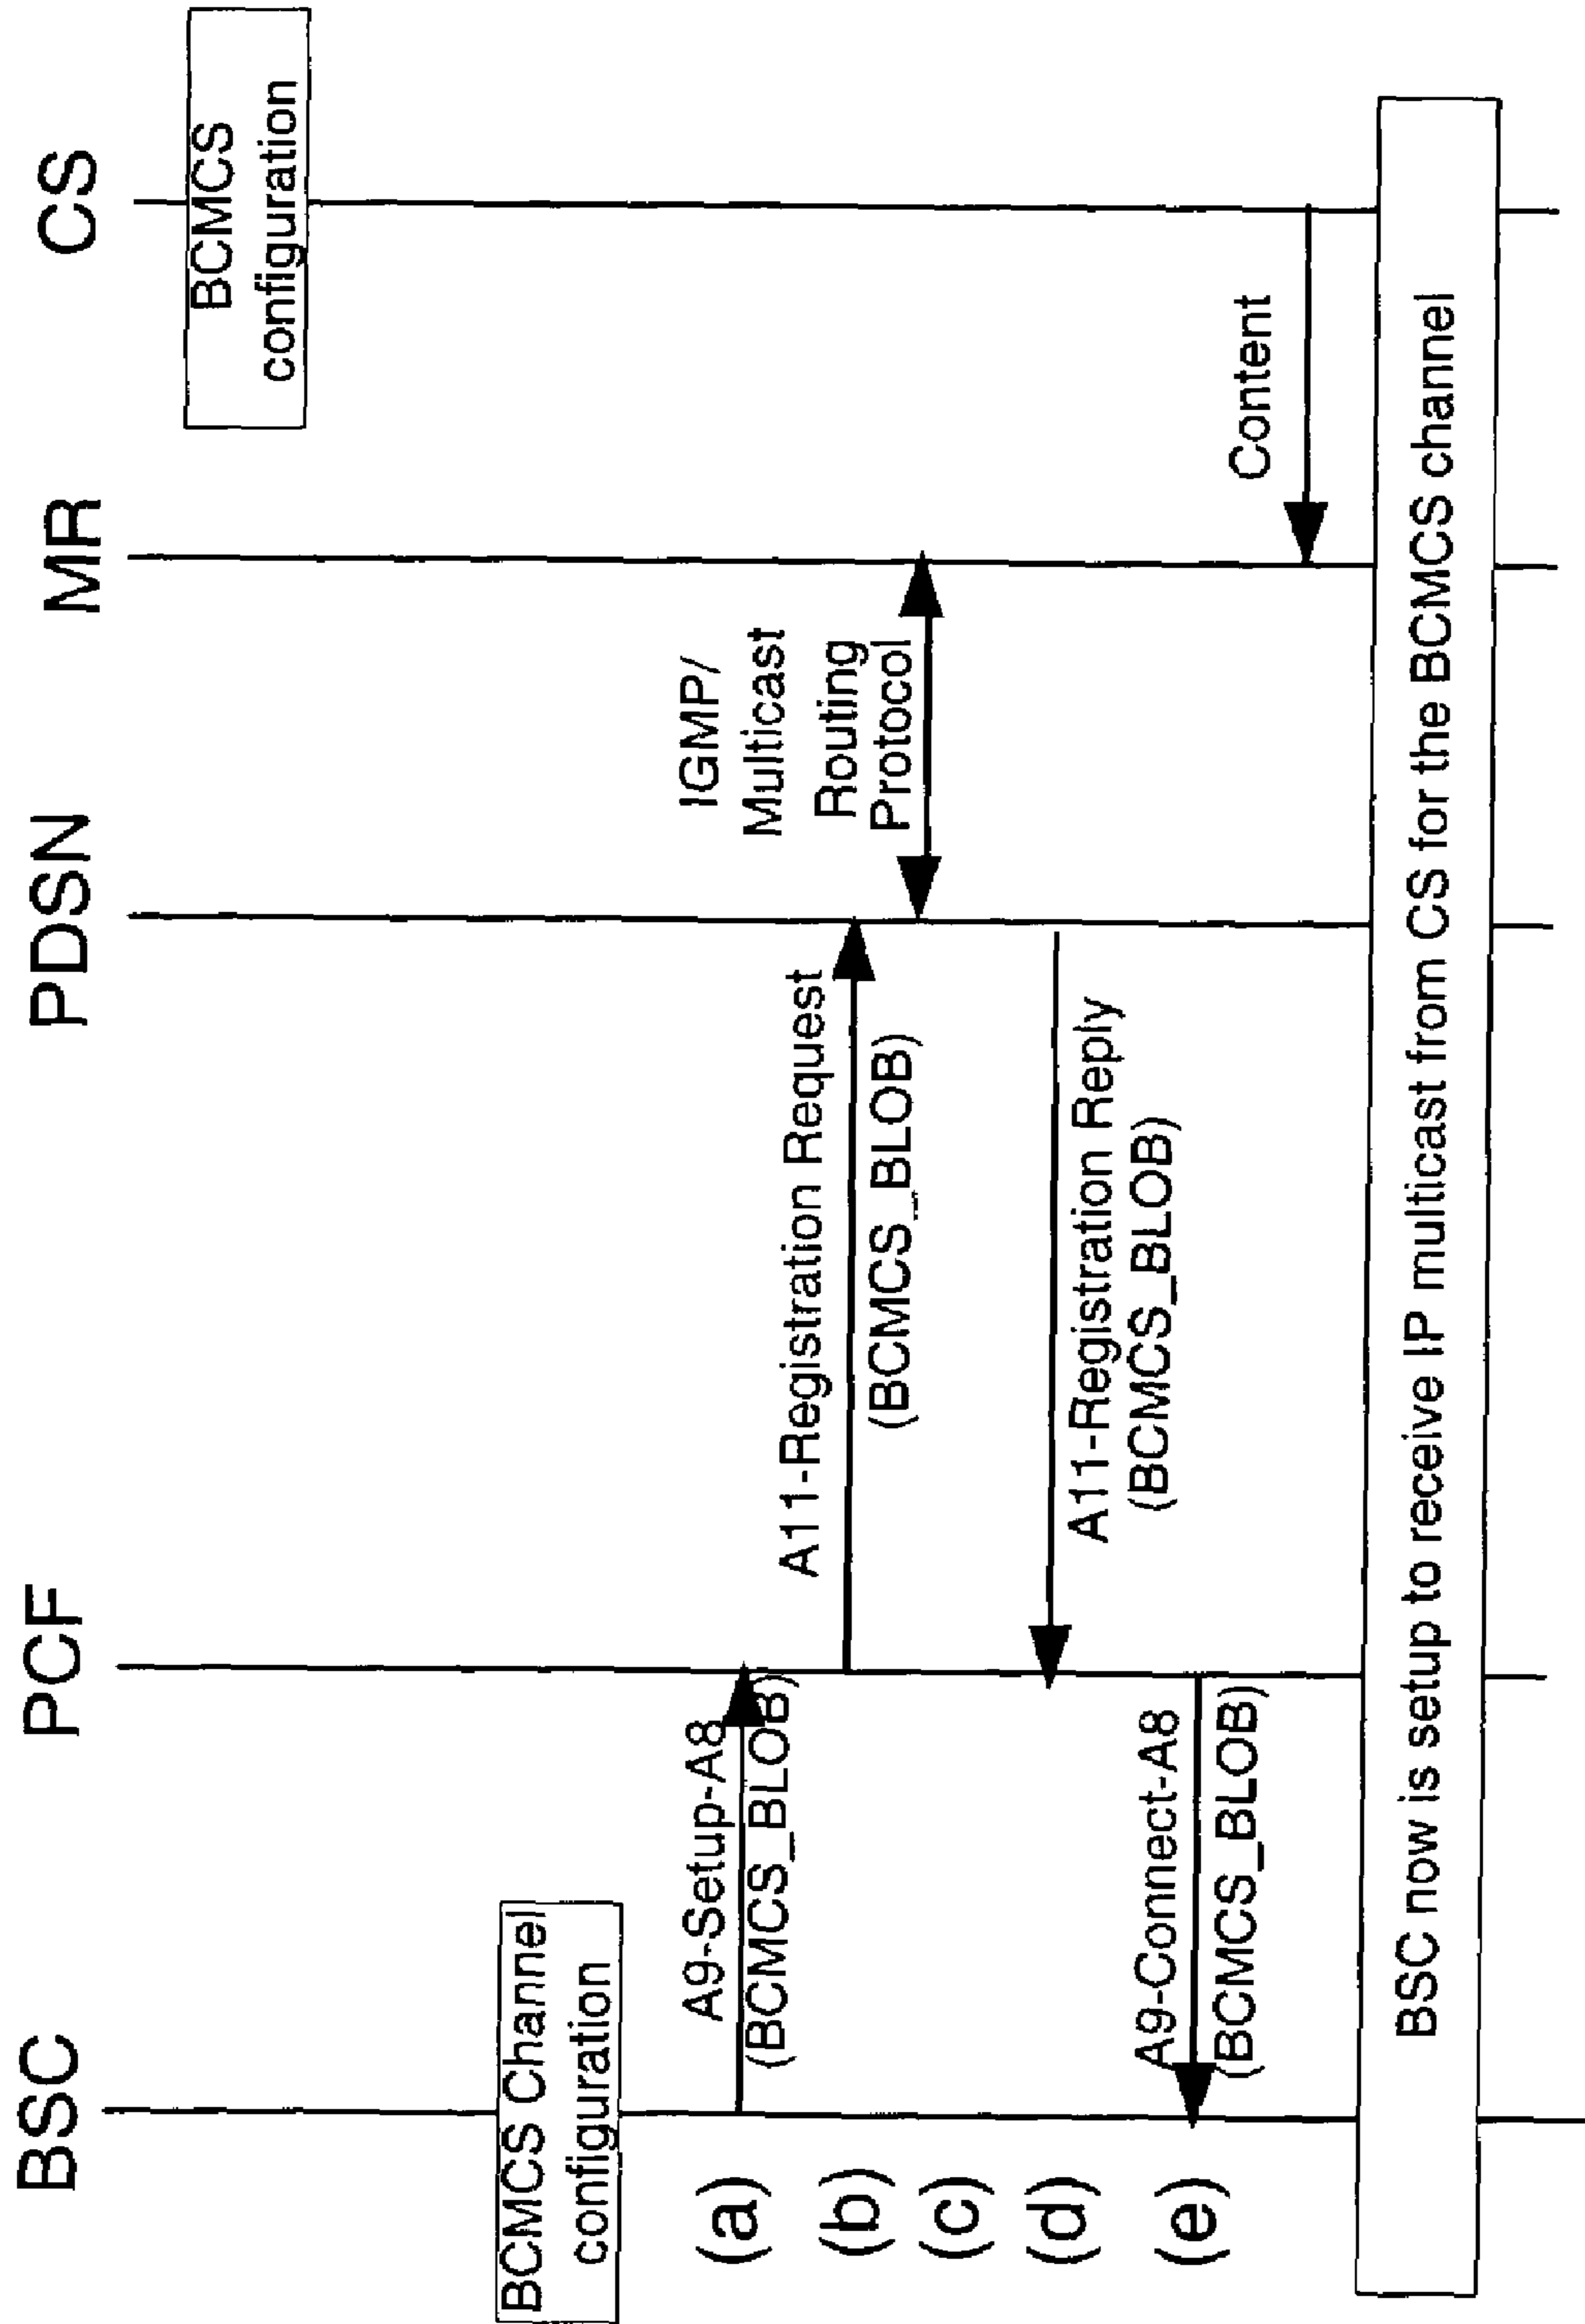 BSC
PCF
PDSN
MR
CS
BCMCS
configuration
BCMCS Channel
configuration
(a)
A9-Setup-A8
(BCMCS_BLOB)
(b)
A11-Registration Request
(BCMCS_BLOB)
(c)
IGMP/
Multicast
Routing
Protocol
(d)
A11-Registration Reply
(BCMCS_BLOB)
(e)
A9-Connect-A8
(BCMCS_BLOB)
Content
BSC now is setup to receive IP multicast from CS for the BCMCS channel